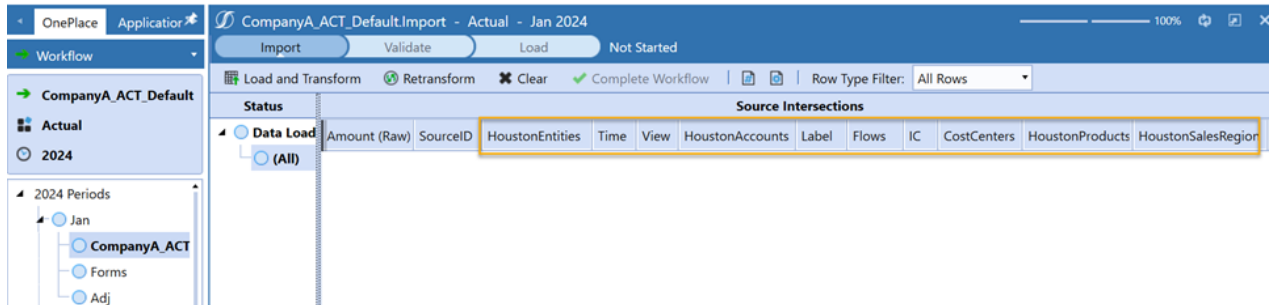 OnePlace Application
CompanyA_ACT_Default.Import - Actual - Jan 2024
100%
Workflow
Import Validate Load Not Started
Load and Transform Retransform Clear Complete Workflow Row Type Filter: All Rows
CompanyA_ACT_Default
Actual
2024
Status Source Intersections
Data Load Amount (Raw) SourceID HoustonEntities Time View HoustonAccounts Label Flows IC CostCenters HoustonProducts HoustonSalesRegion
(All)
2024 Periods
Jan
CompanyA_ACT
Forms
Adj